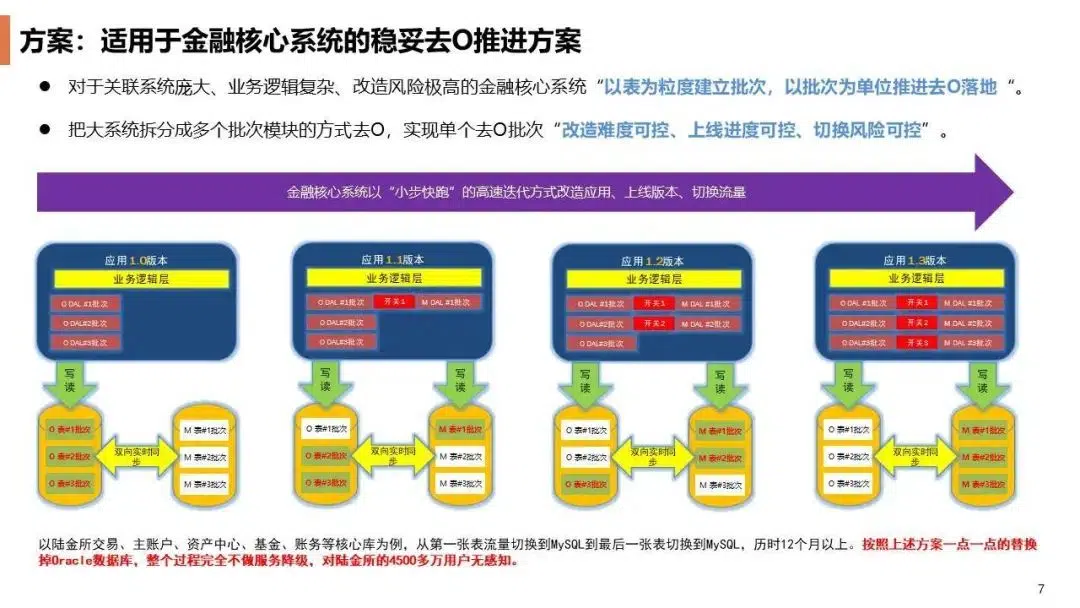 方案：适用于金融核心系统的稳妥去O推进方案
● 对于关联系统庞大、业务逻辑复杂、改造风险极高的金融核心系统“以表为粒度建立批次，以批次为单位推进去O落地“。
● 把大系统拆分成多个批次模块的方式去O，实现单个去O批次“改造难度可控、上线进度可控、切换风险可控”。
金融核心系统以“小步快跑”的高速迭代方式改造应用、上线版本、切换流量
应用1.0版本
业务逻辑层
O DAL #1批次
O DAL#2批次
O DAL#3批次
写
读
O 表#1批次
O 表#2批次
O 表#3批次
双向实时同
步
M 表#1批次
M 表#2批次
M 表#3批次
应用1.1版本
业务逻辑层
O DAL #1批次 开关1 M DAL #1批次
O DAL#2批次
O DAL#3批次
写
读
写
读
O 表#1批次
O 表#2批次
O 表#3批次
双向实时同
步
M 表#1批次
M 表#2批次
M 表#3批次
应用1.2版本
业务逻辑层
O DAL #1批次 开关1 M DAL #1批次
O DAL#2批次 开关2 M DAL #2批次
O DAL#3批次
写
读
写
读
O 表#1批次
O 表#2批次
O 表#3批次
双向实时同
步
M 表#1批次
M 表#2批次
M 表#3批次
应用1.3版本
业务逻辑层
O DAL #1批次 开关1 M DAL #1批次
O DAL#2批次 开关2 M DAL #2批次
O DAL#3批次 开关3 M DAL #3批次
写
读
写
读
O 表#1批次
O 表#2批次
O 表#3批次
双向实时同
步
M 表#1批次
M 表#2批次
M 表#3批次
以陆金所交易、主账户、资产中心、基金、账务等核心库为例，从第一张表流量切换到MySQL到最后一张表切换到MySQL，历时12个月以上。按照上述方案一点一点的替换
掉Oracle数据库，整个过程完全不做服务降级，对陆金所的4500多万用户无感知。
7